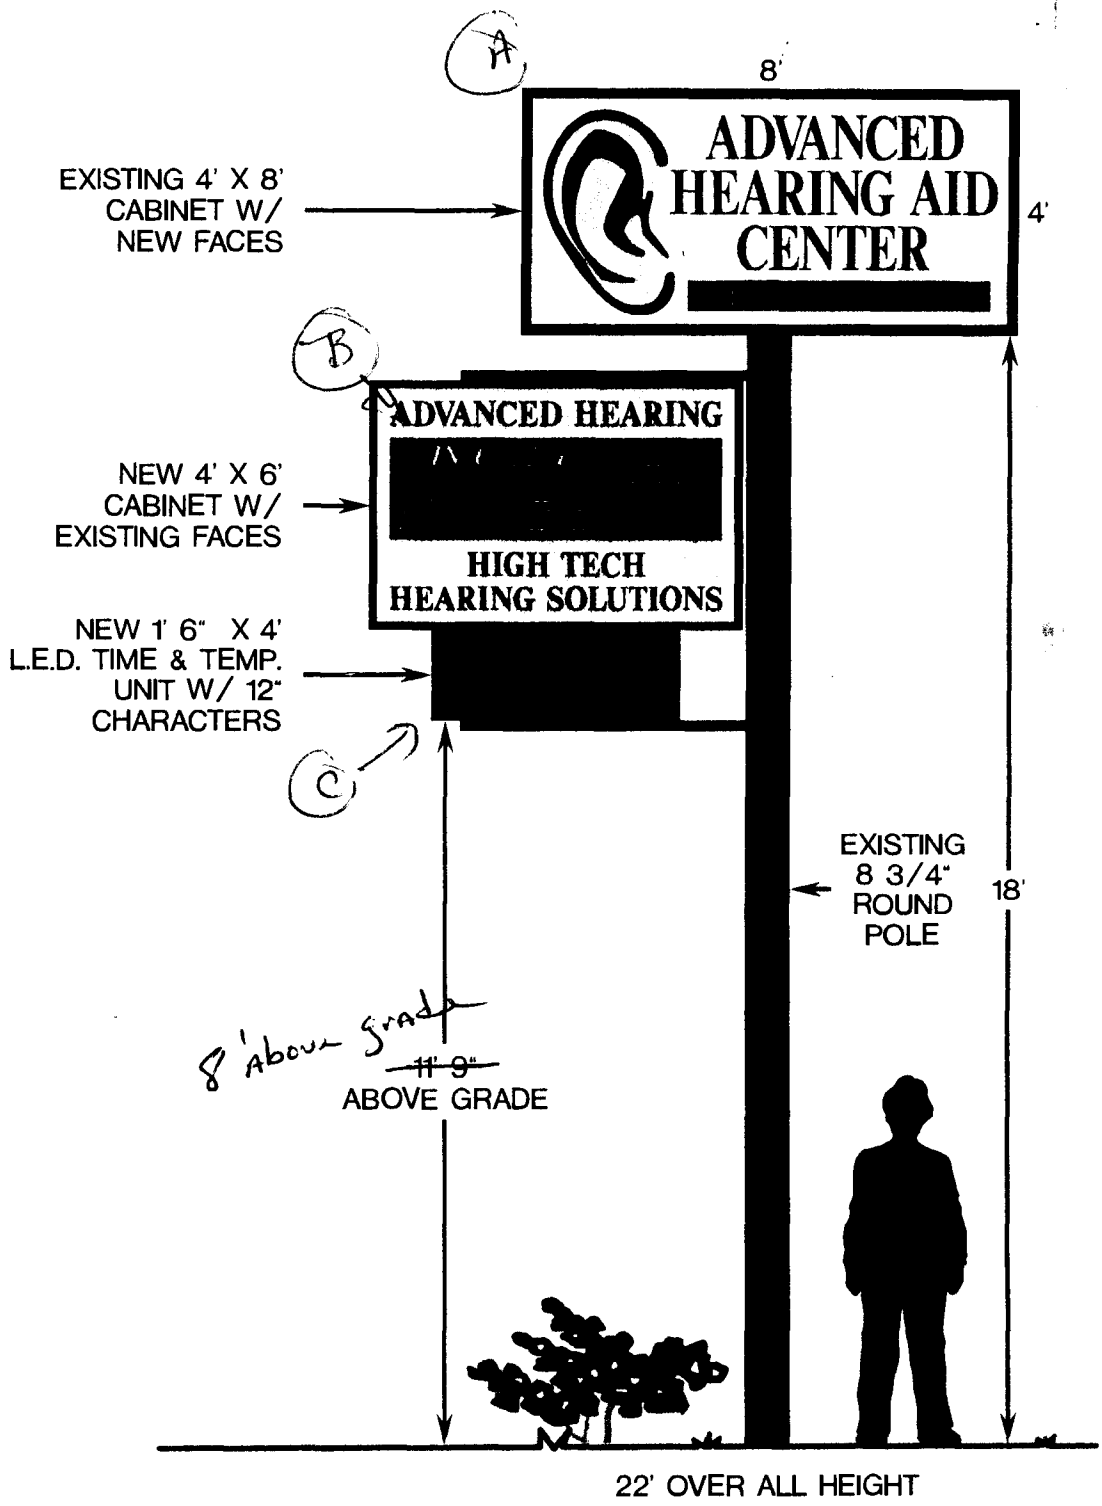 A
8'
ADVANCED
HEARING AID
CENTER
4'
EXISTING 4' X 8'
CABINET W/
NEW FACES
B
ADVANCED HEARING
HIGH TECH
HEARING SOLUTIONS
NEW 4' X 6'
CABINET W/
EXISTING FACES
NEW 1' 6" X 4'
L.E.D. TIME & TEMP.
UNIT W/ 12"
CHARACTERS
C
EXISTING
8 3/4"
ROUND
POLE
18'
8' Above grade
11' 9"
ABOVE GRADE
22' OVER ALL HEIGHT